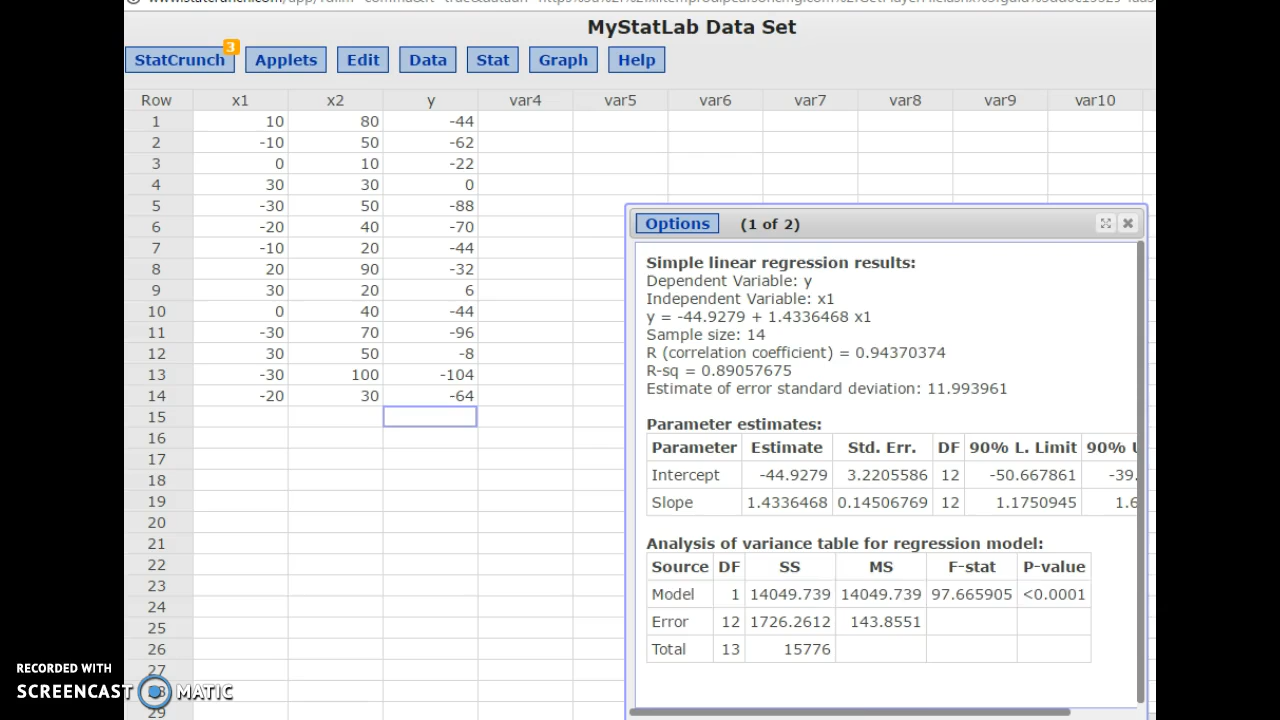 MyStatLab Data Set
3
StatCrunch Applets Edit Data Stat Graph Help
Row x1 x2 y var4 var5 var6 var7 var8 var9 var10
1 10 80 -44
2 -10 50 -62
3 0 10 -22
4 30 30 0
5 -30 50 -88
6 -20 40 -70
7 -10 20 -44
8 20 90 -32
9 30 20 6
10 0 40 -44
11 -30 70 -96
12 30 50 -8
13 -30 100 -104
14 -20 30 -64
15
16
17
18
19
20
21
22
23
24
25
26
27
29
Options (1 of 2)
Simple linear regression results:
Dependent Variable: y
Independent Variable: x1
y = -44.9279 + 1.4336468 x1
Sample size: 14
R (correlation coefficient) = 0.94370374
R-sq = 0.89057675
Estimate of error standard deviation: 11.993961
Parameter estimates:
Parameter Estimate Std. Err. DF 90% L. Limit 90% U
Intercept -44.9279 3.2205586 12 -50.667861 -39.
Slope 1.4336468 0.14506769 12 1.1750945 1.6
Analysis of variance table for regression model:
Source DF SS MS F-stat P-value
Model 1 14049.739 14049.739 97.665905 <0.0001
Error 12 1726.2612 143.8551
Total 13 15776
RECORDED WITH
SCREENCAST MATIC